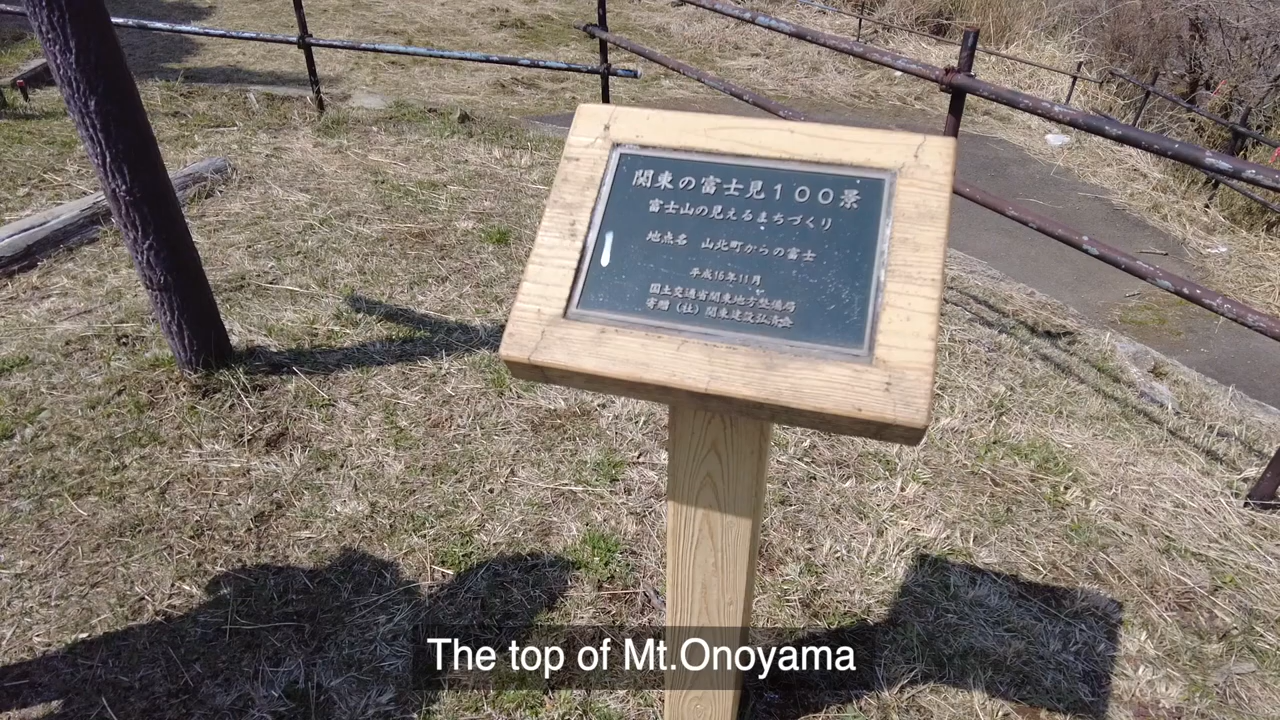 関東の富士見100景
富士山の見えるまちづくり
地点名 山北町からの富士
平成16年11月
国土交通省関東地方整備局
寄贈(社)関東建設弘済会
The top of Mt.Onoyama